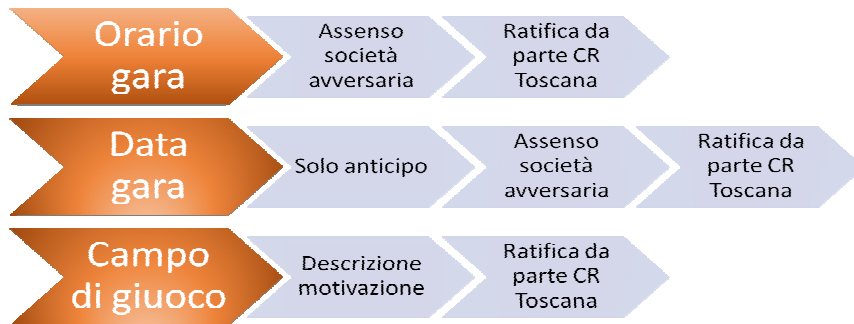 Orario
gara
Assenso
società
avversaria
Ratifica da
parte CR
Toscana
Data
gara
Solo anticipo
Assenso
società
avversaria
Ratifica da
parte CR
Toscana
Campo
di giuoco
Descrizione
motivazione
Ratifica da
parte CR
Toscana